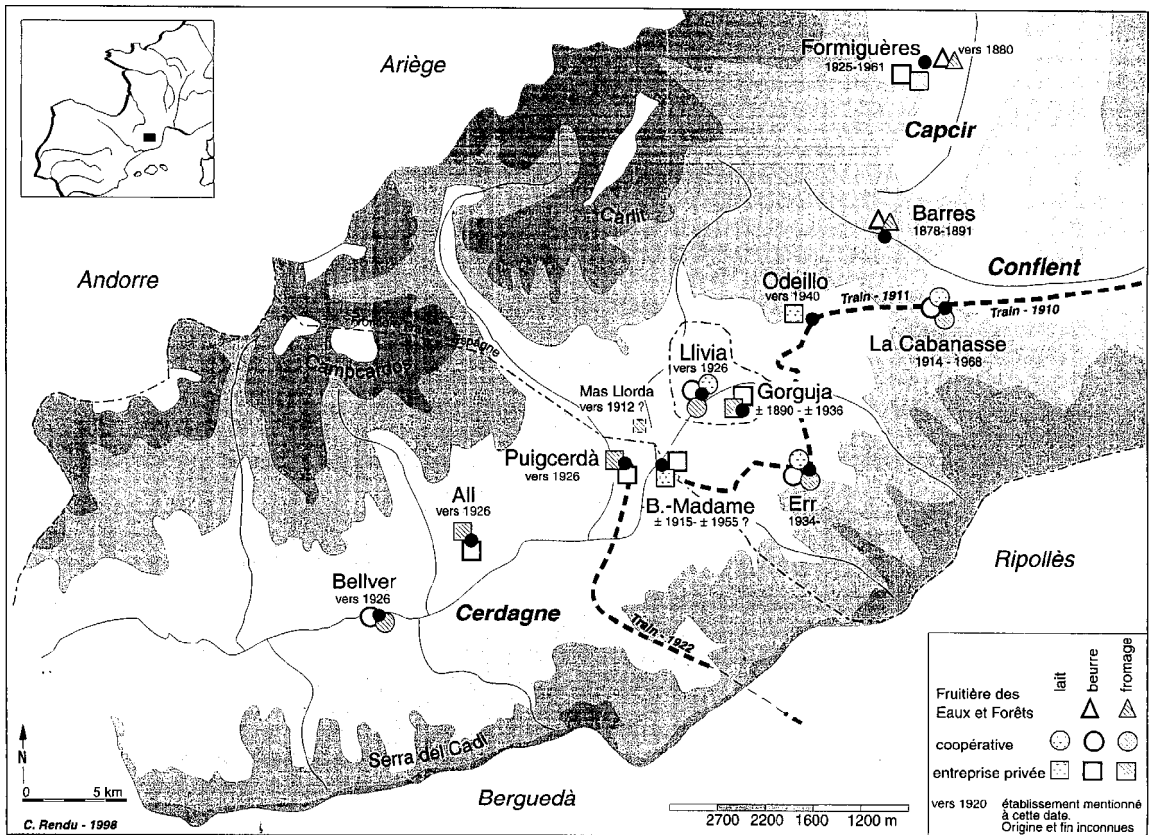 Ariège
Formiguères
1925-1961
vers 1880
Capcir
Carlit
Barres
1878-1891
Andorre
Conflent
Odeillo
vers 1940
Train - 1911
Train - 1910
La Cabanasse
1914 - 1968
Espagne
Campcardos
Llivia
vers 1926
Mas Llorda
vers 1912 ?
Gorguja
± 1890 - ± 1936
Puigcerdà
vers 1926
B.-Madame
± 1915- ± 1955 ?
Err
1934-
All
vers 1926
Ripollès
Bellver
vers 1926
Cerdagne
Train - 1922
Serra del Cadi
Berguedà
N
0 5 km
C. Rendu - 1998
2700 2200 1800 1200 m
lait
beurre
fromage
Fruitière des
Eaux et Forêts
coopérative
entreprise privée
vers 1920 établissement mentionné
à cette date.
Origine et fin inconnues